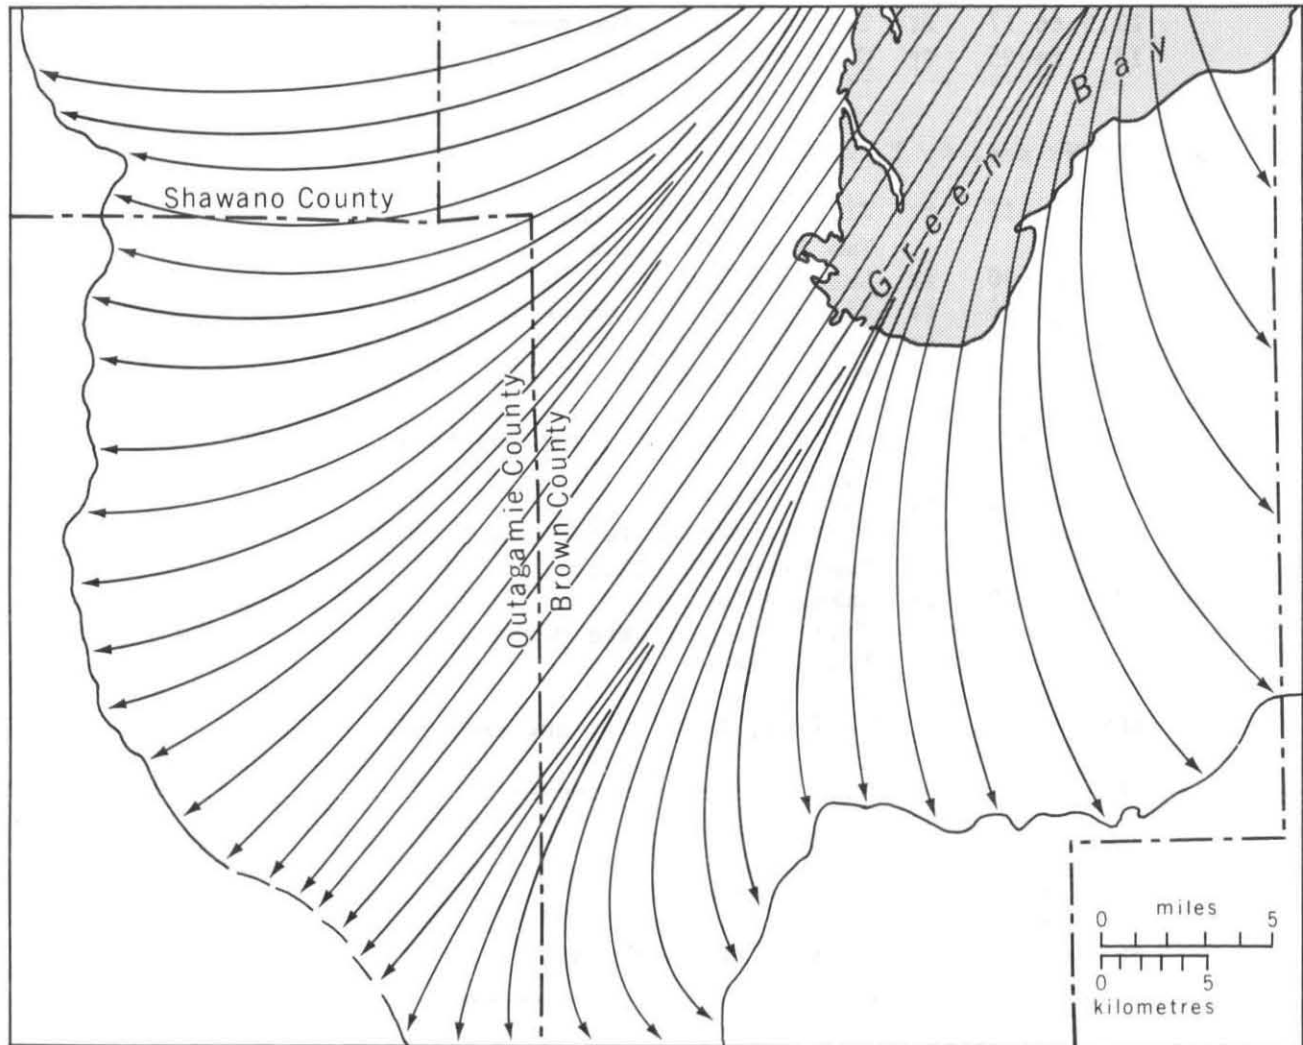 Green Bay
Shawano County
Outagamie County
Brown County
0 miles 5
0 5
kilometres